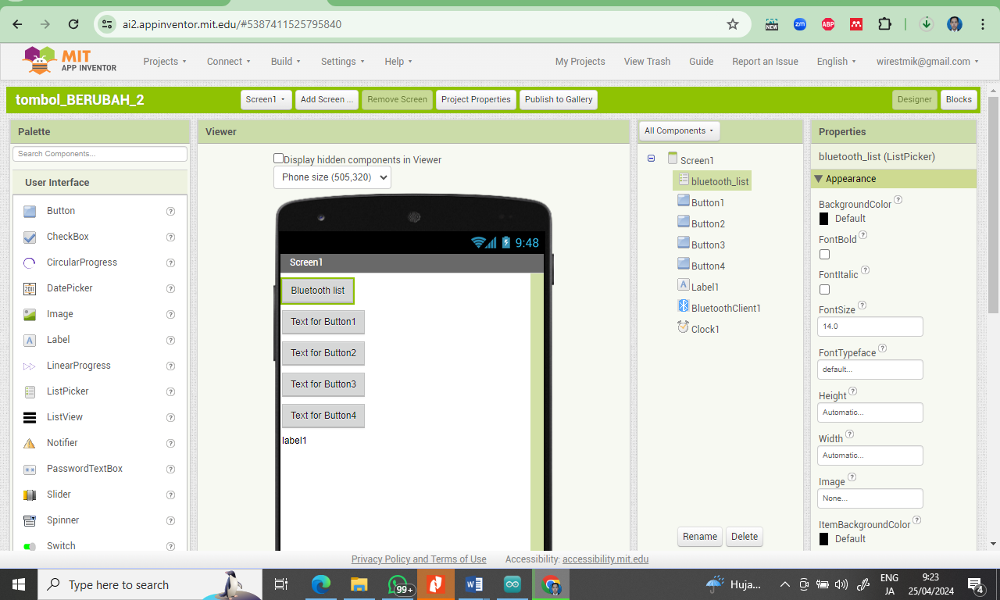 ai2.appinventor.mit.edu/#5387411525795840
NEW
zm
ABP
MIT
APP INVENTOR
Projects
Connect
Build
Settings
Help
My Projects
View Trash
Guide
Report an Issue
English
wirestmik@gmail.com
tombol_BERUBAH_2
Screen1
Add Screen ...
Remove Screen
Project Properties
Publish to Gallery
Designer
Blocks
Palette
Search Components...
User Interface
Button
CheckBox
CircularProgress
DatePicker
Image
Label
LinearProgress
ListPicker
ListView
Notifier
PasswordTextBox
Slider
Spinner
Switch
Viewer
Display hidden components in Viewer
Phone size (505,320)
9:48
Screen1
Bluetooth list
Text for Button1
Text for Button2
Text for Button3
Text for Button4
label1
All Components
Screen1
bluetooth_list
Button1
Button2
Button3
Button4
Label1
BluetoothClient1
Clock1
Rename
Delete
Properties
bluetooth_list (ListPicker)
Appearance
BackgroundColor
Default
FontBold
FontItalic
FontSize
14.0
FontTypeface
default...
Height
Automatic...
Width
Automatic...
Image
None...
ItemBackgroundColor
Default
Privacy Policy and Terms of Use
Accessibility: accessibility.mit.edu
Type here to search
99+
Huja...
ENG
JA
9:23
25/04/2024
4